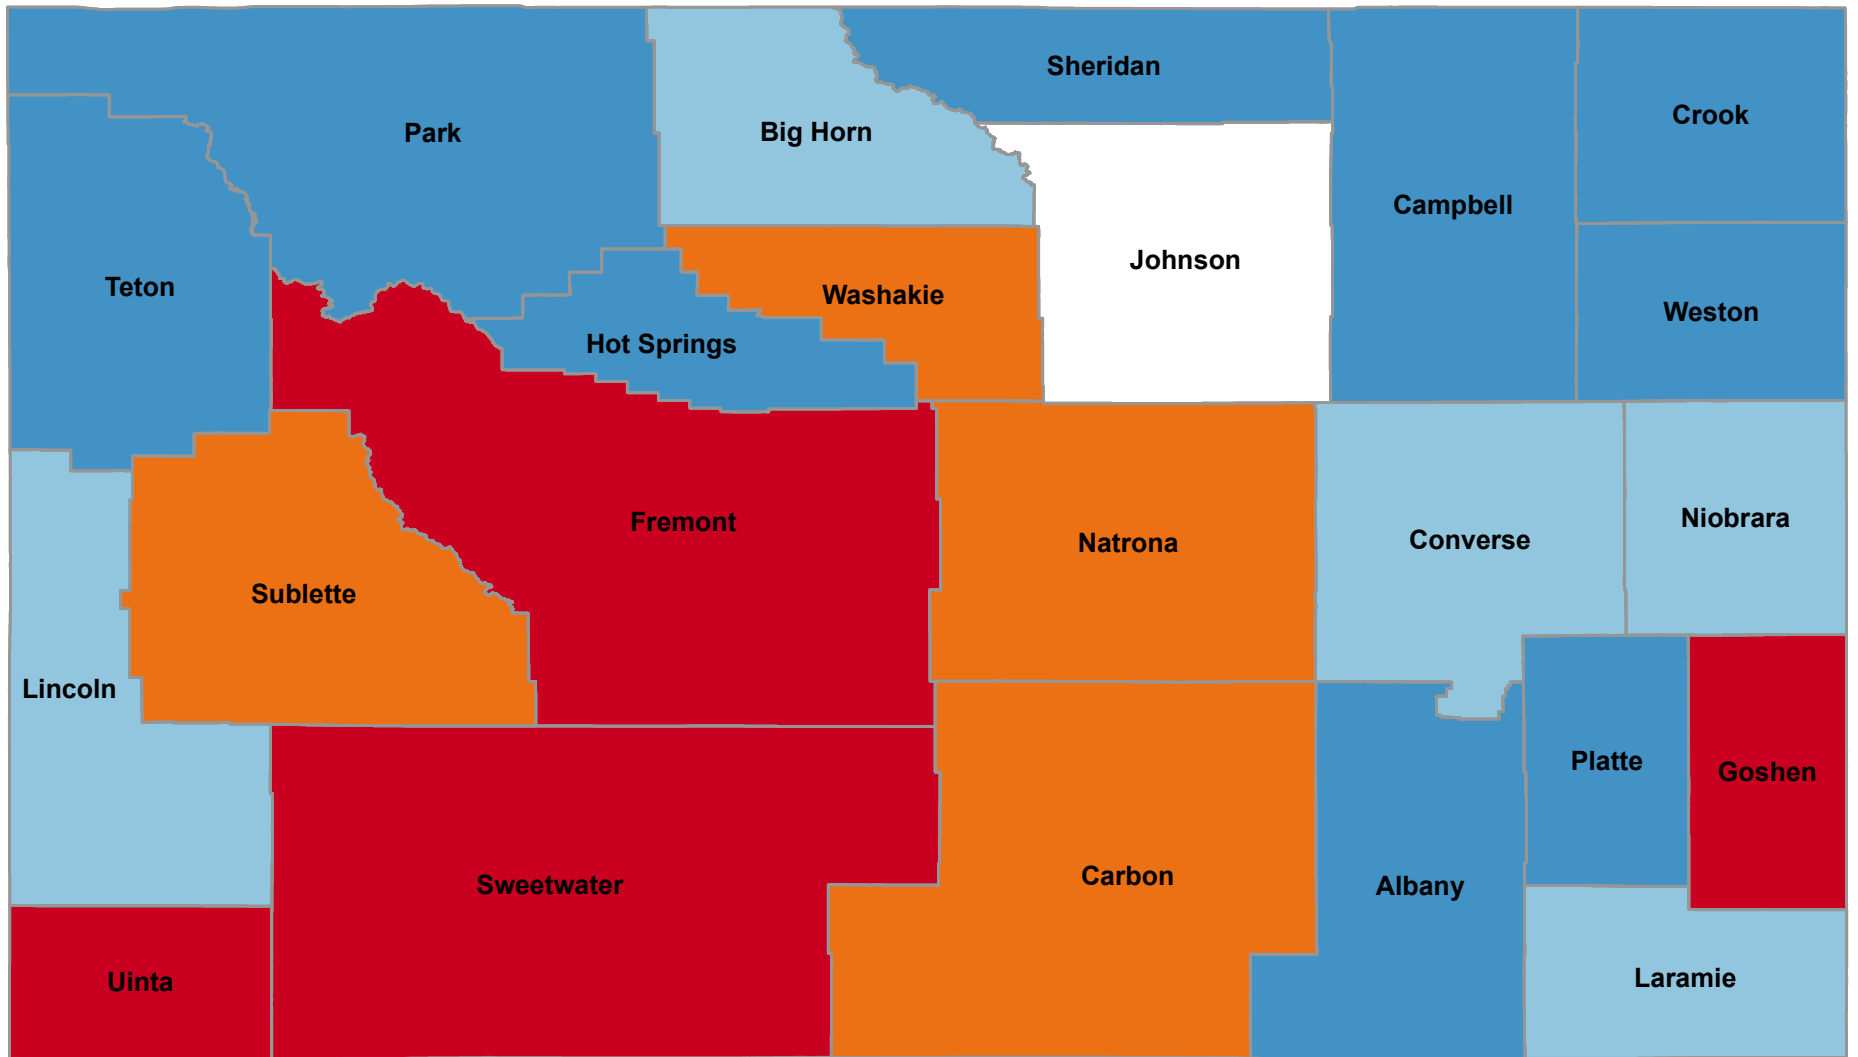 Sheridan
Crook
Park
Big Horn
Campbell
Johnson
Teton
Washakie
Weston
Hot Springs
Niobrara
Fremont
Converse
Natrona
Sublette
Lincoln
Platte
Goshen
Carbon
Sweetwater
Albany
Laramie
Uinta